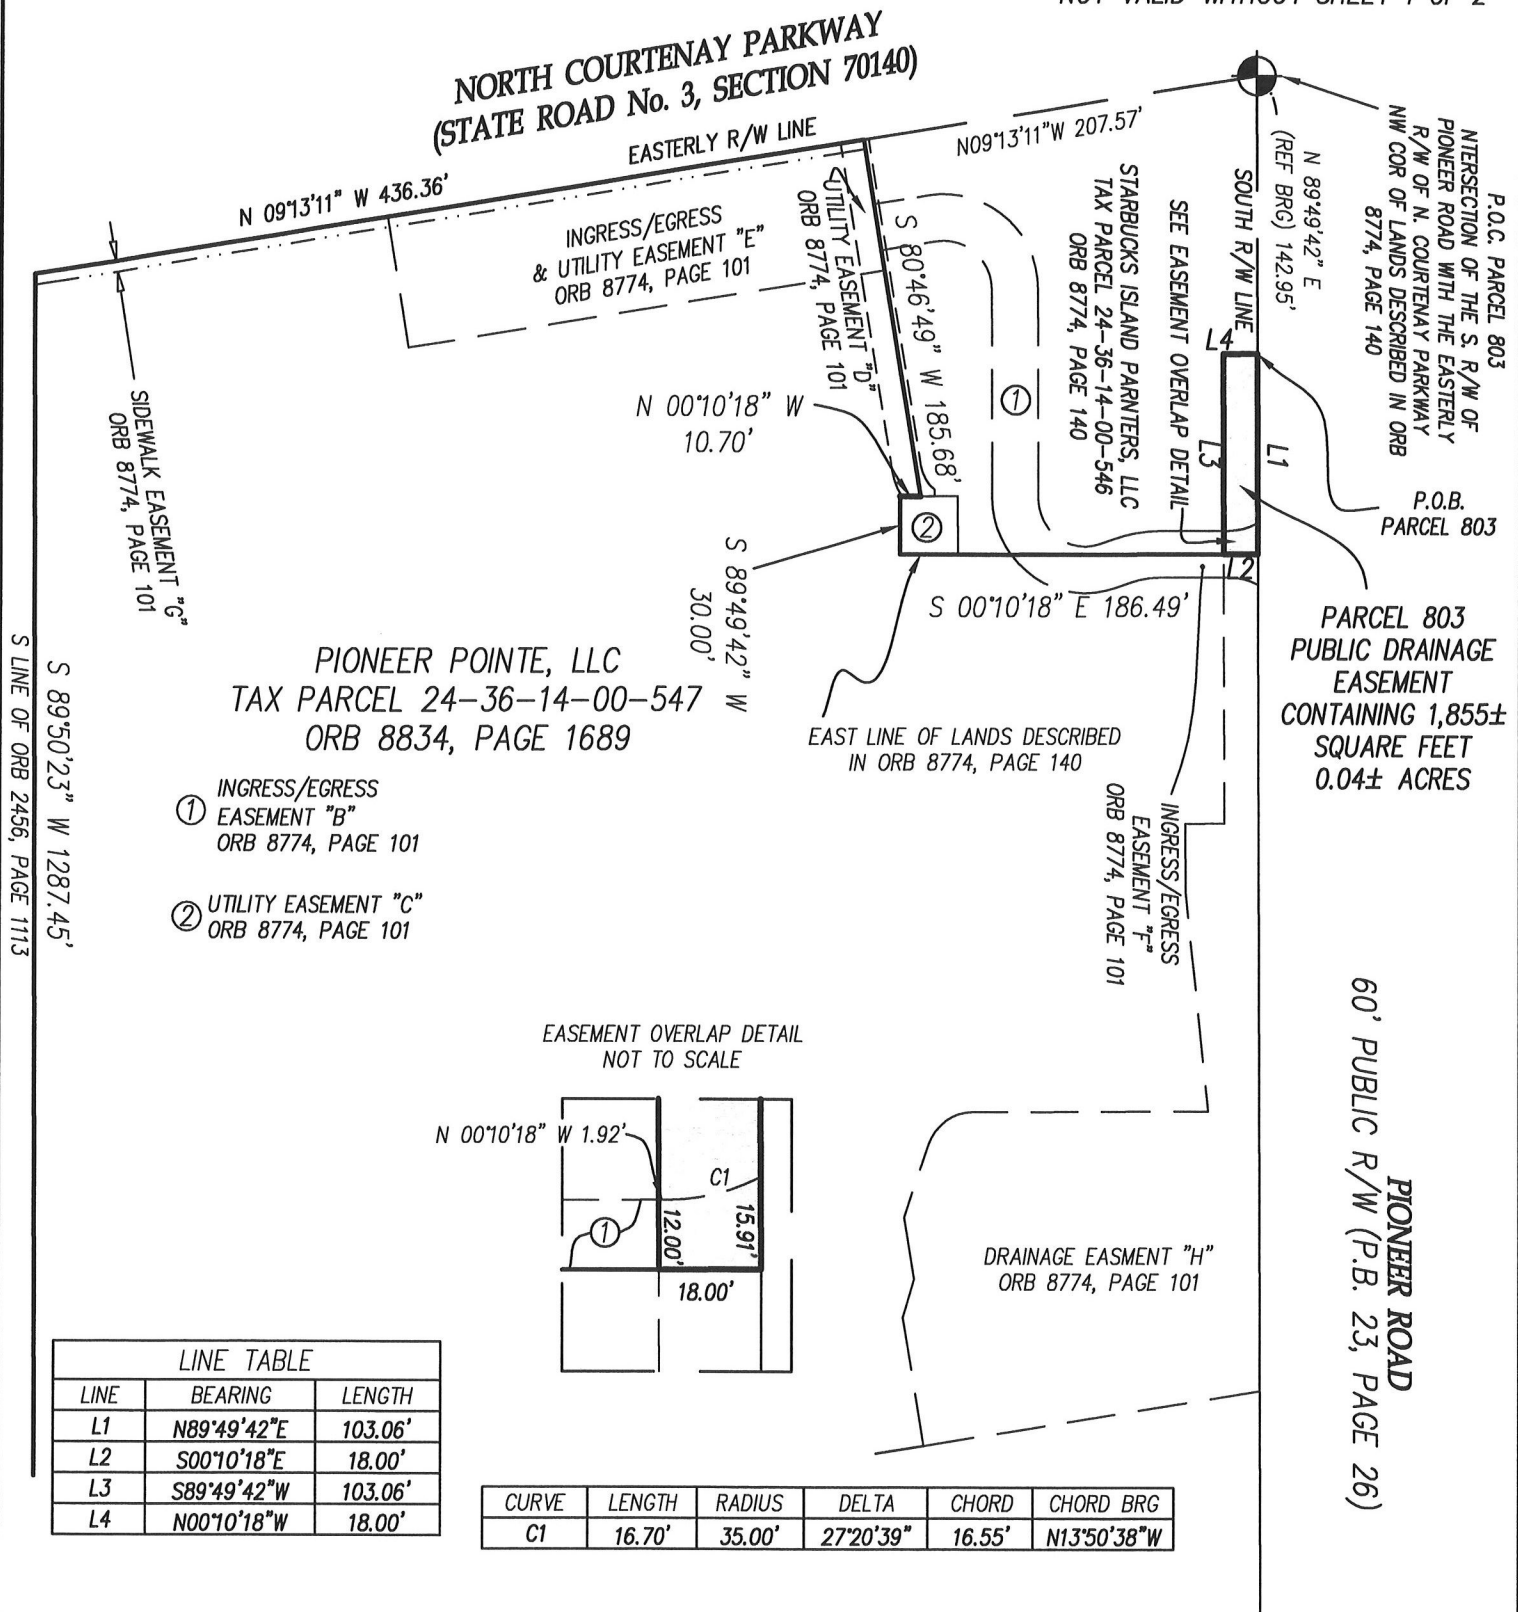 NORTH COURTENAY PARKWAY
(STATE ROAD No. 3, SECTION 70140)
EASTERLY R/W LINE
N 09°13'11" W 436.36'
N09°13'11"W 207.57'
N 89°49'42" E
(REF BRG) 142.95'
P.O.C. PARCEL 803
NTERSECTION OF THE S. R/W OF
PIONEER ROAD WITH THE EASTERLY
R/W OF N. COURTENAY PARKWAY
NW COR OF LANDS DESCRIBED IN ORB
8774, PAGE 140
SOUTH R/W LINE
SEE EASEMENT OVERLAP DETAIL
STARBUCKS ISLAND PARNTERS, LLC
TAX PARCEL 24-36-14-00-546
ORB 8774, PAGE 140
INGRESS/EGRESS
& UTILITY EASEMENT "E"
ORB 8774, PAGE 101
UTILITY EASEMENT "D"
ORB 8774, PAGE 101
S 80°46'49" W 185.68'
1
L4
L3
L1
L2
P.O.B.
PARCEL 803
N 00°10'18" W
10.70'
2
S 89°49'42" W
30.00'
S 00°10'18" E 186.49'
SIDEWALK EASEMENT "G"
ORB 8774, PAGE 101
PARCEL 803
PUBLIC DRAINAGE
EASEMENT
CONTAINING 1,855±
SQUARE FEET
0.04± ACRES
PIONEER POINTE, LLC
TAX PARCEL 24-36-14-00-547
ORB 8834, PAGE 1689
EAST LINE OF LANDS DESCRIBED
IN ORB 8774, PAGE 140
S 89°50'23" W 1287.45'
S LINE OF ORB 2456, PAGE 1113
1 INGRESS/EGRESS
EASEMENT "B"
ORB 8774, PAGE 101
2 UTILITY EASEMENT "C"
ORB 8774, PAGE 101
INGRESS/EGRESS
EASEMENT "F"
ORB 8774, PAGE 101
PIONEER ROAD
60' PUBLIC R/W (P.B. 23, PAGE 26)
EASEMENT OVERLAP DETAIL
NOT TO SCALE
N 00°10'18" W 1.92'
C1
1
12.00'
15.91'
18.00'
DRAINAGE EASMENT "H"
ORB 8774, PAGE 101
LINE TABLE
LINE BEARING LENGTH
L1 N89°49'42"E 103.06'
L2 S00°10'18"E 18.00'
L3 S89°49'42"W 103.06'
L4 N00°10'18"W 18.00'
CURVE LENGTH RADIUS DELTA CHORD CHORD BRG
C1 16.70' 35.00' 27°20'39" 16.55' N13°50'38"W